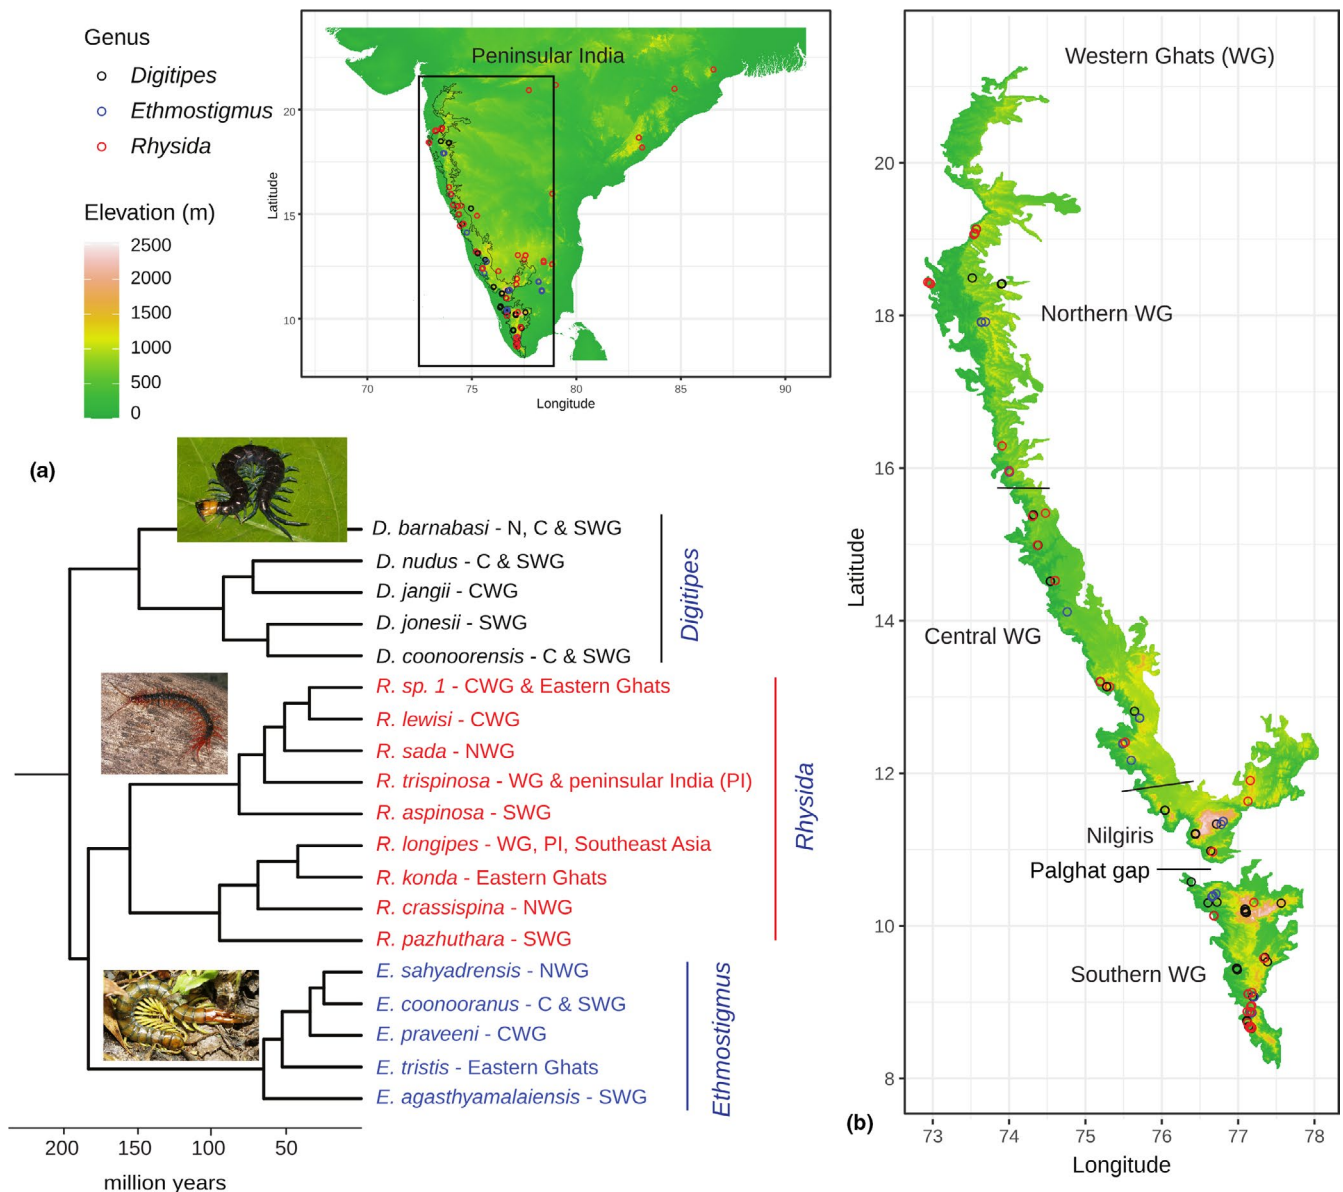 Genus
Digitipes
Ethmostigmus
Rhysida
Elevation (m)
2500
2000
1500
1000
500
0
Peninsular India
Latitude
20
15
10
70
75
80
85
90
Longitude
(a)
D. barnabasi - N, C & SWG
D. nudus - C & SWG
D. jangii - CWG
D. jonesii - SWG
D. coonoorensis - C & SWG
Digitipes
R. sp. 1 - CWG & Eastern Ghats
R. lewisi - CWG
R. sada - NWG
R. trispinosa - WG & peninsular India (PI)
R. aspinosa - SWG
R. longipes - WG, PI, Southeast Asia
R. konda - Eastern Ghats
R. crassispina - NWG
R. pazhuthara - SWG
Rhysida
E. sahyadrensis - NWG
E. coonooranus - C & SWG
E. praveeni - CWG
E. tristis - Eastern Ghats
E. agasthyamalaiensis - SWG
Ethmostigmus
200
150
100
50
million years
Western Ghats (WG)
Northern WG
Central WG
Nilgiris
Palghat gap
Southern WG
Latitude
20
18
16
14
12
10
8
(b)
73
74
75
76
77
78
Longitude